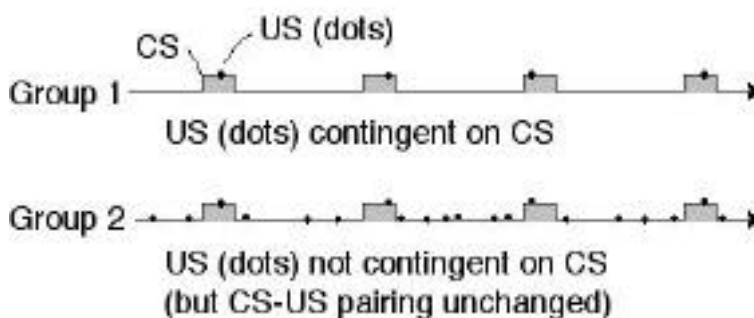 US (dots)
CS
Group 1
US (dots) contingent on CS
Group 2
US (dots) not contingent on CS
(but CS-US pairing unchanged)